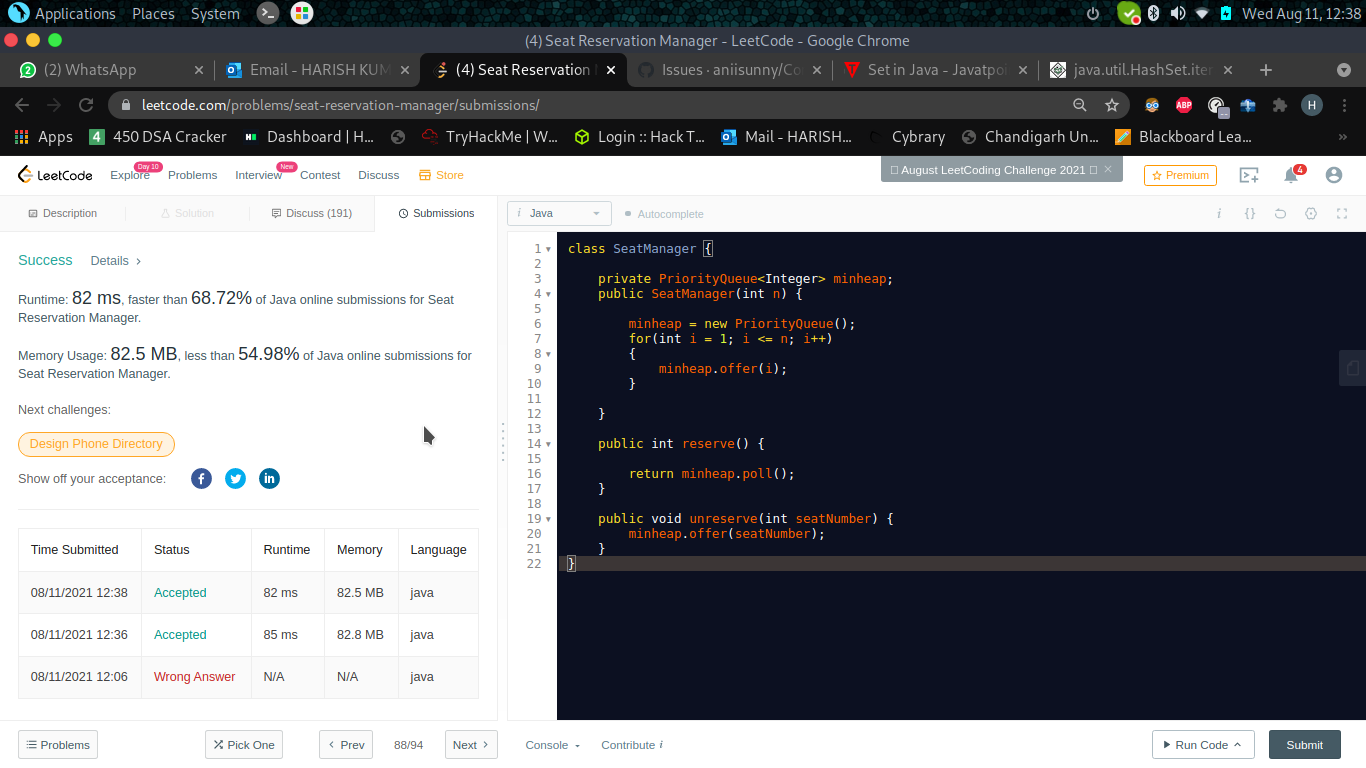 Applications Places System Wed Aug 11, 12:38
(4) Seat Reservation Manager - LeetCode - Google Chrome
(2) WhatsApp × Email - HARISH KUM × (4) Seat Reservation × Issues · aniisunny/Co × Set in Java - Javatpoi × java.util.HashSet.iter × +
leetcode.com/problems/seat-reservation-manager/submissions/ ABP H
Apps 4 450 DSA Cracker Dashboard | H... TryHackMe | W... Login :: Hack T... Mail - HARISH... Cybrary Chandigarh Un... Blackboard Lea... »
LeetCode Explore Day 10 Problems Interview New Contest Discuss Store August LeetCoding Challenge 2021 × Premium 4
Description Solution Discuss (191) Submissions
i Java Autocomplete i {}
Success Details >
Runtime: 82 ms, faster than 68.72% of Java online submissions for Seat
Reservation Manager.
Memory Usage: 82.5 MB, less than 54.98% of Java online submissions for
Seat Reservation Manager.
Next challenges:
Design Phone Directory
Show off your acceptance:
Time Submitted Status Runtime Memory Language
08/11/2021 12:38 Accepted 82 ms 82.5 MB java
08/11/2021 12:36 Accepted 85 ms 82.8 MB java
08/11/2021 12:06 Wrong Answer N/A N/A java
1 class SeatManager {
2
3 private PriorityQueue<Integer> minheap;
4 public SeatManager(int n) {
5
6 minheap = new PriorityQueue();
7 for(int i = 1; i <= n; i++)
8 {
9 minheap.offer(i);
10 }
11
12 }
13
14 public int reserve() {
15
16 return minheap.poll();
17 }
18
19 public void unreserve(int seatNumber) {
20 minheap.offer(seatNumber);
21 }
22 }
Problems Pick One < Prev 88/94 Next > Console Contribute i Run Code Submit